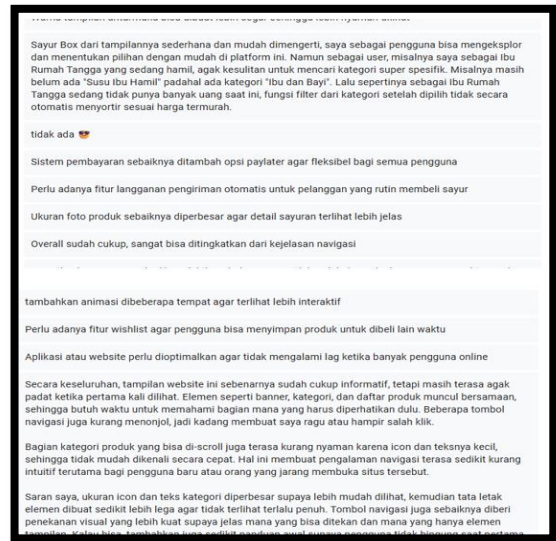 Sayur Box dari tampilannya sederhana dan mudah dimengerti, saya sebagai pengguna bisa mengeksplor
dan menentukan pilihan dengan mudah di platform ini. Namun sebagai user, misalnya saya sebagai Ibu
Rumah Tangga yang sedang hamil, agak kesulitan untuk mencari kategori super spesifik. Misalnya masih
belum ada "Susu Ibu Hamil" padahal ada kategori "Ibu dan Bayi". Lalu sepertinya sebagai Ibu Rumah
Tangga sedang tidak punya banyak uang saat ini, fungsi filter dari kategori setelah dipilih tidak secara
otomatis menyortir sesuai harga termurah.
tidak ada 😎
Sistem pembayaran sebaiknya ditambah opsi paylater agar fleksibel bagi semua pengguna
Perlu adanya fitur langganan pengiriman otomatis untuk pelanggan yang rutin membeli sayur
Ukuran foto produk sebaiknya diperbesar agar detail sayuran terlihat lebih jelas
Overall sudah cukup, sangat bisa ditingkatkan dari kejelasan navigasi
tambahkan animasi dibeberapa tempat agar terlihat lebih interaktif
Perlu adanya fitur wishlist agar pengguna bisa menyimpan produk untuk dibeli lain waktu
Aplikasi atau website perlu dioptimalkan agar tidak mengalami lag ketika banyak pengguna online
Secara keseluruhan, tampilan website ini sebenarnya sudah cukup informatif, tetapi masih terasa agak
padat ketika pertama kali dilihat. Elemen seperti banner, kategori, dan daftar produk muncul bersamaan,
sehingga butuh waktu untuk memahami bagian mana yang harus diperhatikan dulu. Beberapa tombol
navigasi juga kurang menonjol, jadi kadang membuat saya ragu atau hampir salah klik.
Bagian kategori produk yang bisa di-scroll juga terasa kurang nyaman karena icon dan teksnya kecil,
sehingga tidak mudah dikenali secara cepat. Hal ini membuat pengalaman navigasi terasa sedikit kurang
intuitif terutama bagi pengguna baru atau orang yang jarang membuka situs tersebut.
Saran saya, ukuran icon dan teks kategori diperbesar supaya lebih mudah dilihat, kemudian tata letak
elemen dibuat sedikit lebih lega agar tidak terlihat terlalu penuh. Tombol navigasi juga sebaiknya diberi
penekanan visual yang lebih kuat supaya jelas mana yang bisa ditekan dan mana yang hanya elemen
tampilan. Kalau bisa, tambahkan juga sedikit panduan awal supaya pengguna tidak bingung saat pertama